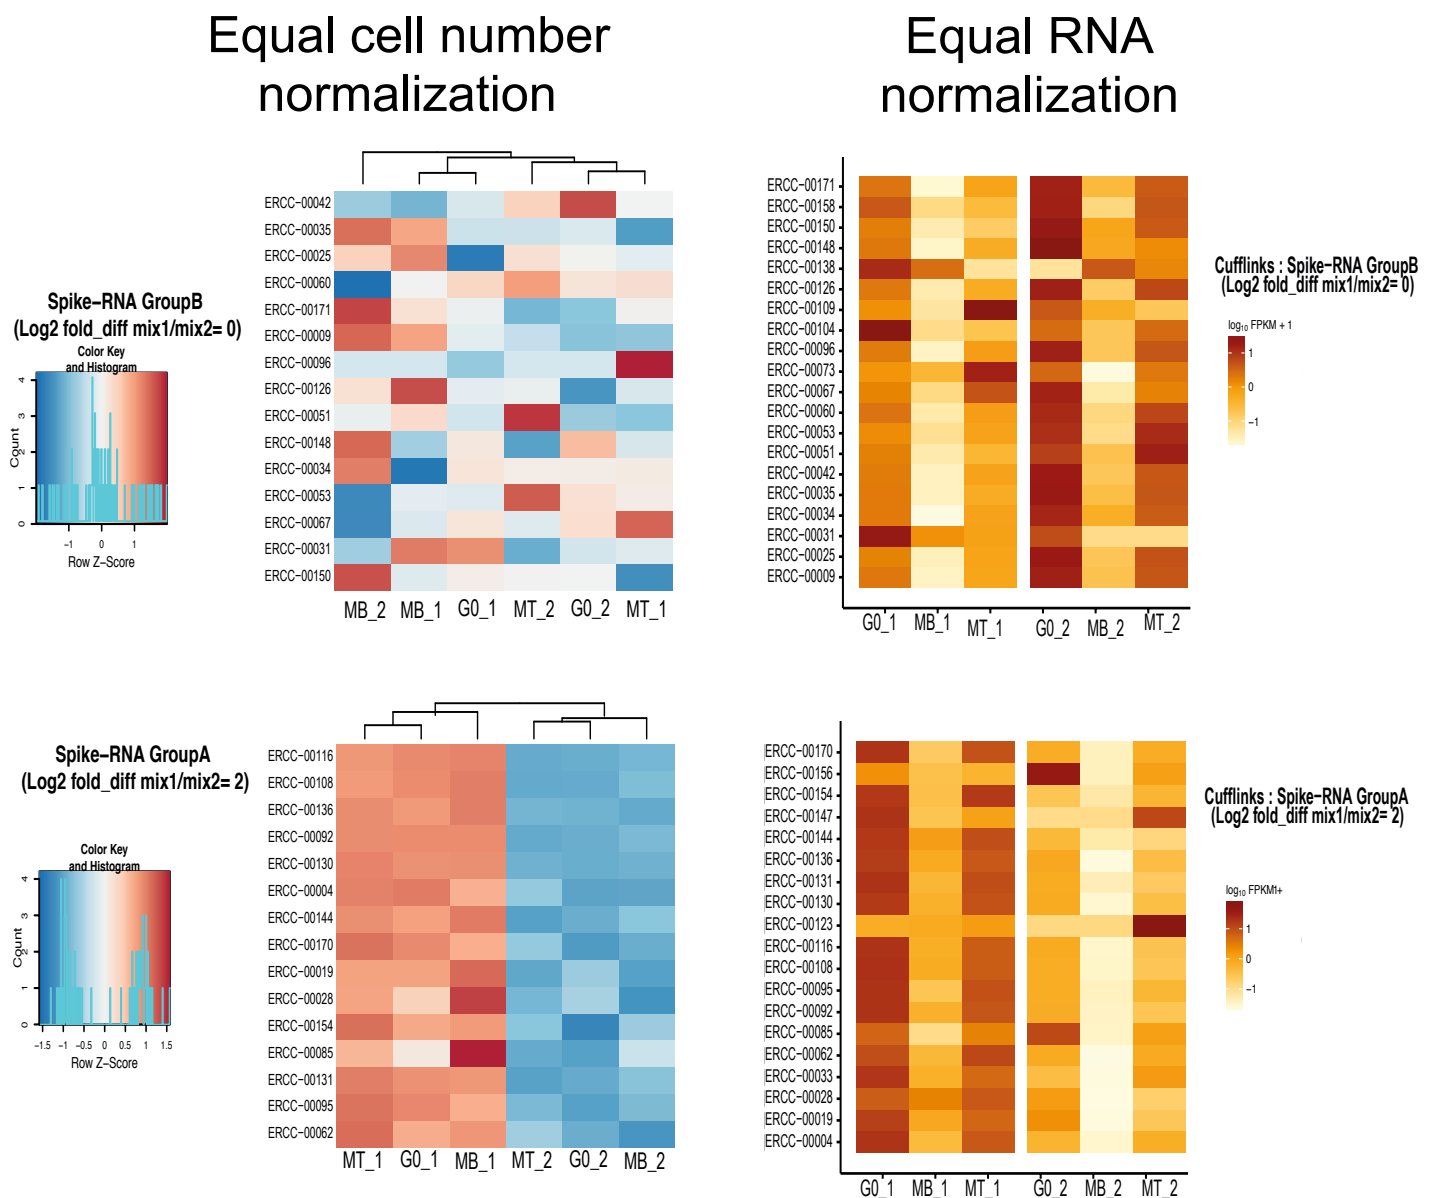 Equal cell number
normalization
Equal RNA
normalization
Spike-RNA GroupB
(Log2 fold_diff mix1/mix2= 0)
Color Key
and Histogram
Count
0
1
2
3
4
-1
0
1
Row Z-Score
ERCC-00042
ERCC-00035
ERCC-00025
ERCC-00060
ERCC-00171
ERCC-00009
ERCC-00096
ERCC-00126
ERCC-00051
ERCC-00148
ERCC-00034
ERCC-00053
ERCC-00067
ERCC-00031
ERCC-00150
MB_2 MB_1 G0_1 MT_2 G0_2 MT_1
ERCC-00171
ERCC-00158
ERCC-00150
ERCC-00148
ERCC-00138
ERCC-00126
ERCC-00109
ERCC-00104
ERCC-00096
ERCC-00073
ERCC-00067
ERCC-00060
ERCC-00053
ERCC-00051
ERCC-00042
ERCC-00035
ERCC-00034
ERCC-00031
ERCC-00025
ERCC-00009
G0_1 MB_1 MT_1 G0_2 MB_2 MT_2
Cufflinks : Spike-RNA GroupB
(Log2 fold_diff mix1/mix2= 0)
log10 FPKM + 1
1
0
-1
Spike-RNA GroupA
(Log2 fold_diff mix1/mix2= 2)
Color Key
and Histogram
Count
0
1
2
3
4
-1.5 -1 -0.5 0 0.5 1 1.5
Row Z-Score
ERCC-00116
ERCC-00108
ERCC-00136
ERCC-00092
ERCC-00130
ERCC-00004
ERCC-00144
ERCC-00170
ERCC-00019
ERCC-00028
ERCC-00154
ERCC-00085
ERCC-00131
ERCC-00095
ERCC-00062
MT_1 G0_1 MB_1 MT_2 G0_2 MB_2
ERCC-00170
ERCC-00156
ERCC-00154
ERCC-00147
ERCC-00144
ERCC-00136
ERCC-00131
ERCC-00130
ERCC-00123
ERCC-00116
ERCC-00108
ERCC-00095
ERCC-00092
ERCC-00085
ERCC-00062
ERCC-00033
ERCC-00028
ERCC-00019
ERCC-00004
G0_1 MB_1 MT_1 G0_2 MB_2 MT_2
Cufflinks : Spike-RNA GroupA
(Log2 fold_diff mix1/mix2= 2)
log10 FPKM1+
1
0
-1